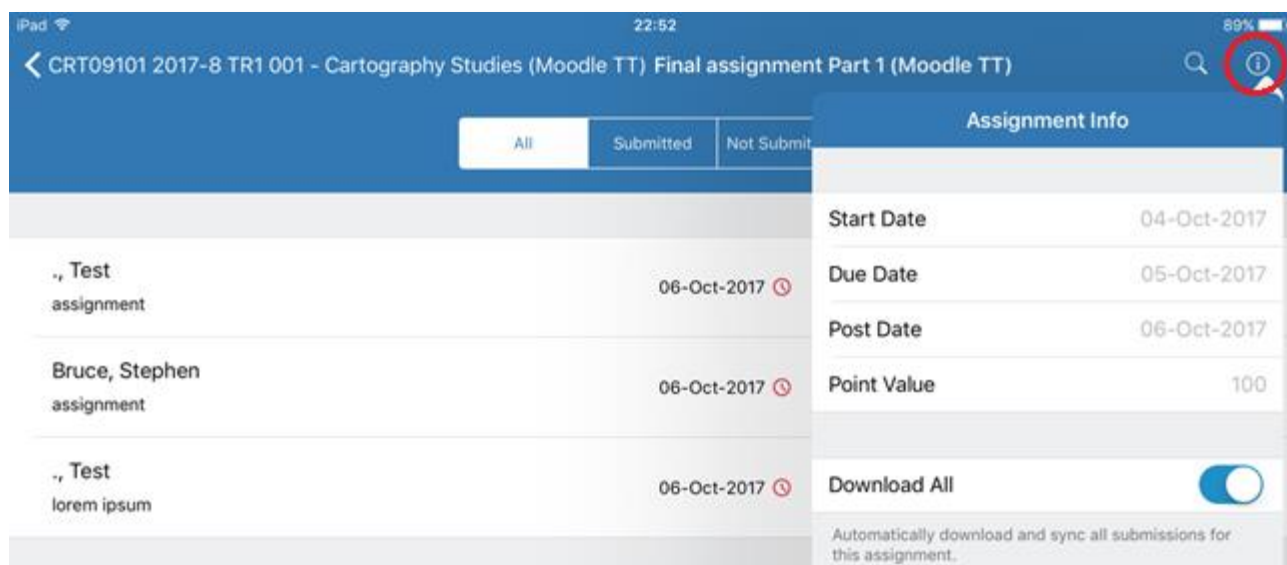 iPad 22:52 89%
CRT09101 2017-8 TR1 001 - Cartography Studies (Moodle TT) Final assignment Part 1 (Moodle TT)
All Submitted Not Submit
Assignment Info
Start Date 04-Oct-2017
Due Date 05-Oct-2017
Post Date 06-Oct-2017
Point Value 100
Download All
Automatically download and sync all submissions for
this assignment.
., Test
assignment
06-Oct-2017
Bruce, Stephen
assignment
06-Oct-2017
., Test
lorem ipsum
06-Oct-2017